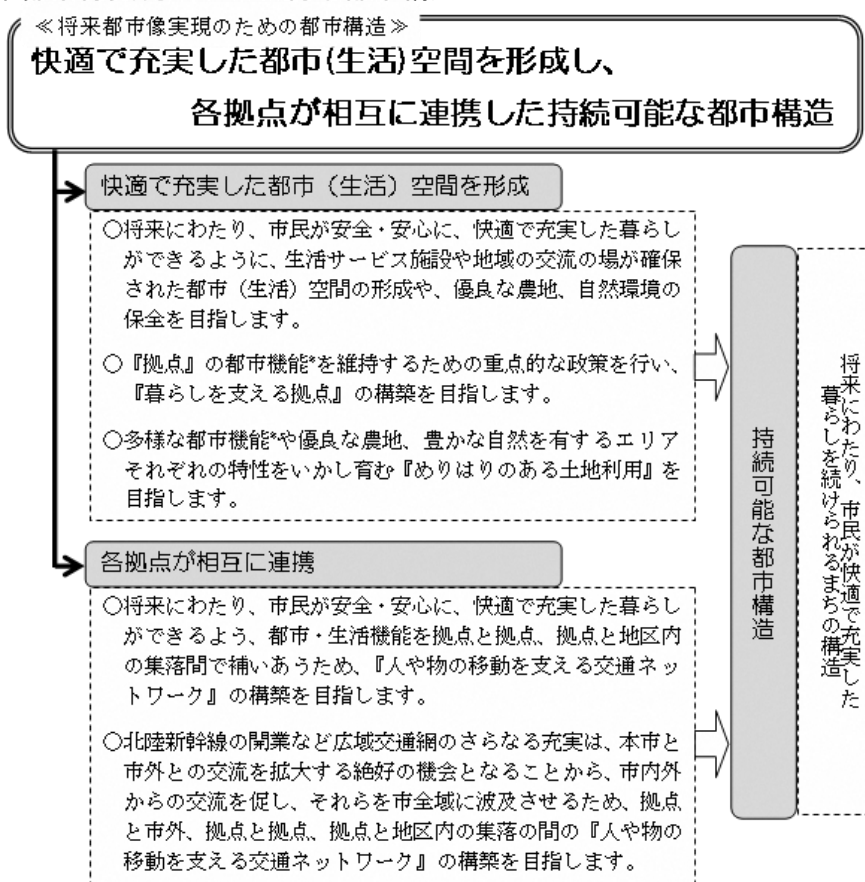 ≪将来都市像実現のための都市構造≫
快適で充実した都市(生活)空間を形成し、
各拠点が相互に連携した持続可能な都市構造
快適で充実した都市（生活）空間を形成
○将来にわたり、市民が安全・安心に、快適で充実した暮らし
ができるように、生活サービス施設や地域の交流の場が確保
された都市（生活）空間の形成や、優良な農地、自然環境の
保全を目指します。
○『拠点』の都市機能*を維持するための重点的な政策を行い、
『暮らしを支える拠点』の構築を目指します。
○多様な都市機能*や優良な農地、豊かな自然を有するエリア
それぞれの特性をいかし育む『めりはりのある土地利用』を
目指します。
各拠点が相互に連携
○将来にわたり、市民が安全・安心に、快適で充実した暮らし
ができるよう、都市・生活機能を拠点と拠点、拠点と地区内
の集落間で補いあうため、『人や物の移動を支える交通ネッ
トワーク』の構築を目指します。
○北陸新幹線の開業など広域交通網のさらなる充実は、本市と
市外との交流を拡大する絶好の機会となることから、市内外
からの交流を促し、それらを市全域に波及させるため、拠点
と市外、拠点と拠点、拠点と地区内の集落の間の『人や物の
移動を支える交通ネットワーク』の構築を目指します。
持続可能な都市構造
将来にわたり、市民が快適で充実した
暮らしを続けられるまちの構造